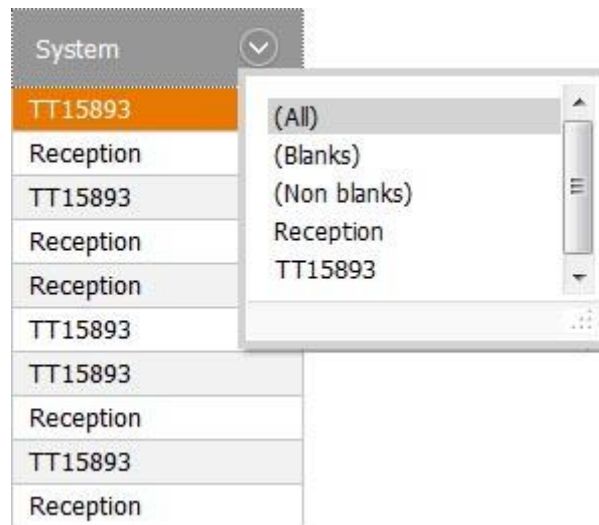 System
TT15893
Reception
TT15893
Reception
Reception
TT15893
TT15893
Reception
TT15893
Reception
(All)
(Blanks)
(Non blanks)
Reception
TT15893